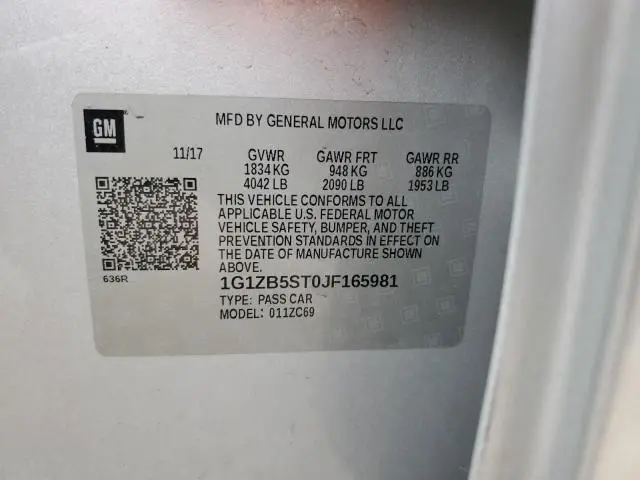 GM
MFD BY GENERAL MOTORS LLC
11/17 GVWR GAWR FRT GAWR RR
1834 KG 948 KG 886 KG
4042 LB 2090 LB 1953 LB
THIS VEHICLE CONFORMS TO ALL
APPLICABLE U.S. FEDERAL MOTOR
VEHICLE SAFETY, BUMPER, AND THEFT
PREVENTION STANDARDS IN EFFECT ON
THE DATE OF MANUFACTURE SHOWN
ABOVE.
636R
1G1ZB5ST0JF165981
TYPE: PASS CAR
MODEL: 011ZC69